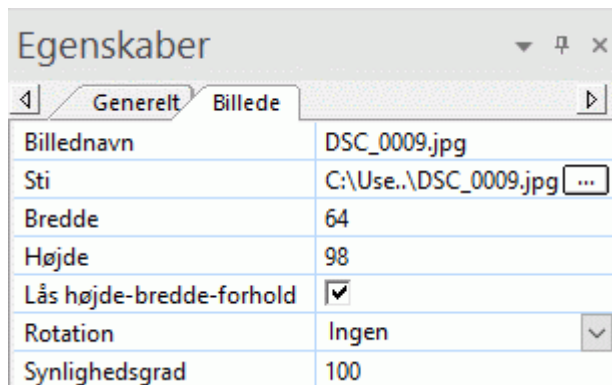 Egenskaber
Generelt Billede
Billednavn DSC_0009.jpg
Sti C:\Use..\DSC_0009.jpg ...
Bredde 64
Højde 98
Lås højde-bredde-forhold
Rotation Ingen
Synlighedsgrad 100